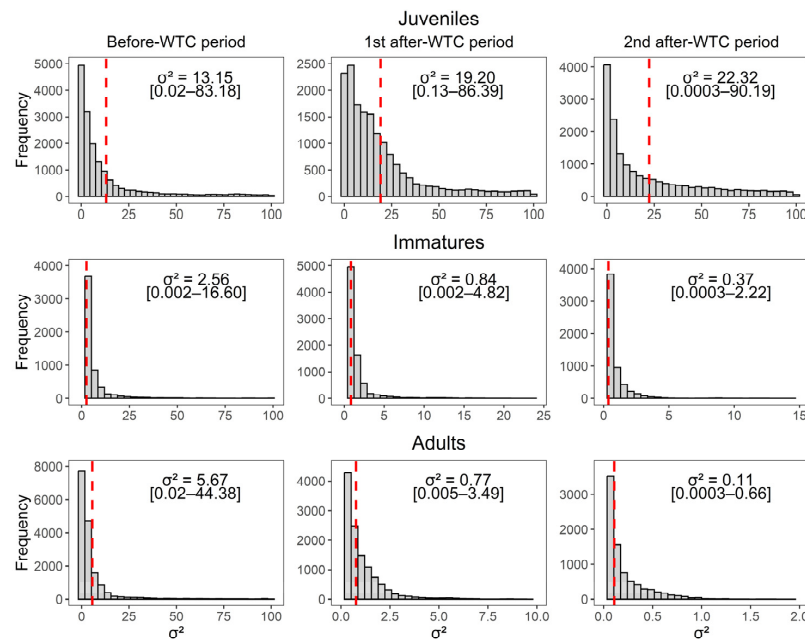 Juveniles
Before-WTC period 1st after-WTC period 2nd after-WTC period
Frequency
5000
4000
3000
2000
1000
0
σ² = 13.15
[0.02–83.18]
0 25 50 75 100
2500
2000
1500
1000
500
0
σ² = 19.20
[0.13–86.39]
0 25 50 75 100
4000
3000
2000
1000
0
σ² = 22.32
[0.0003–90.19]
0 25 50 75 100
Immatures
Frequency
4000
3000
2000
1000
0
σ² = 2.56
[0.002–16.60]
0 25 50 75 100
5000
4000
3000
2000
1000
0
σ² = 0.84
[0.002–4.82]
0 5 10 15 20 25
4000
3000
2000
1000
0
σ² = 0.37
[0.0003–2.22]
0 5 10 15
Adults
Frequency
8000
6000
4000
2000
0
σ² = 5.67
[0.02–44.38]
0 25 50 75 100
σ²
4000
3000
2000
1000
0
σ² = 0.77
[0.005–3.49]
0.0 2.5 5.0 7.5 10.0
σ²
3000
2000
1000
0
σ² = 0.11
[0.0003–0.66]
0.0 0.5 1.0 1.5 2.0
σ²